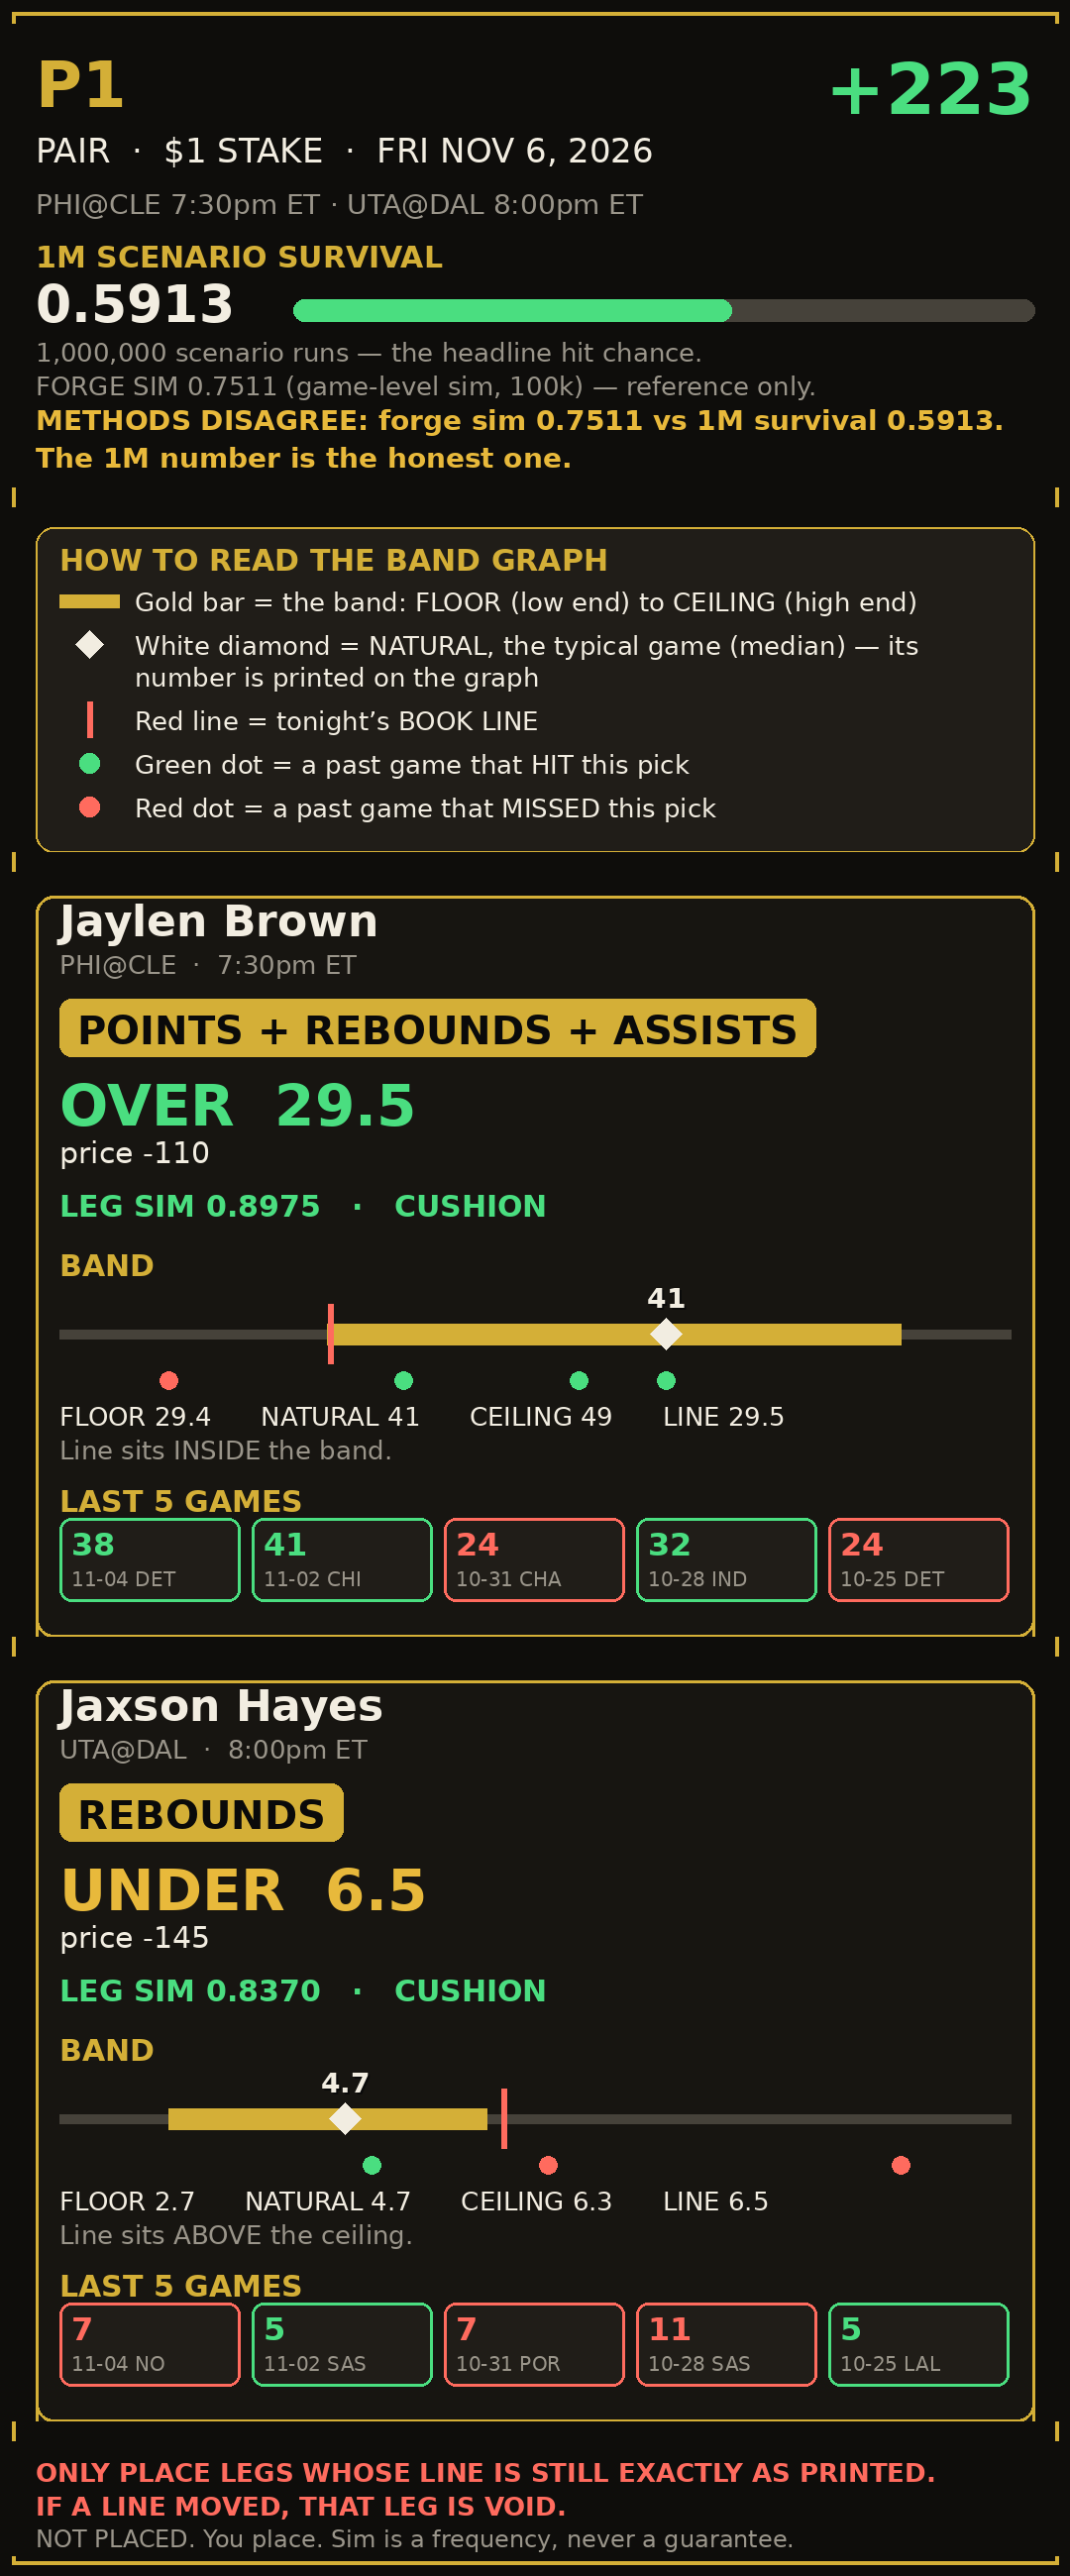 P1
+223
PAIR · $1 STAKE · FRI NOV 6, 2026
PHI@CLE 7:30pm ET · UTA@DAL 8:00pm ET
1M SCENARIO SURVIVAL
0.5913
1,000,000 scenario runs — the headline hit chance.
FORGE SIM 0.7511 (game-level sim, 100k) — reference only.
METHODS DISAGREE: forge sim 0.7511 vs 1M survival 0.5913.
The 1M number is the honest one.
HOW TO READ THE BAND GRAPH
Gold bar = the band: FLOOR (low end) to CEILING (high end)
White diamond = NATURAL, the typical game (median) — its
number is printed on the graph
Red line = tonight’s BOOK LINE
Green dot = a past game that HIT this pick
Red dot = a past game that MISSED this pick
Jaylen Brown
PHI@CLE · 7:30pm ET
POINTS + REBOUNDS + ASSISTS
OVER 29.5
price -110
LEG SIM 0.8975 · CUSHION
BAND
41
FLOOR 29.4 NATURAL 41 CEILING 49 LINE 29.5
Line sits INSIDE the band.
LAST 5 GAMES
38 41 24 32 24
11-04 DET 11-02 CHI 10-31 CHA 10-28 IND 10-25 DET
Jaxson Hayes
UTA@DAL · 8:00pm ET
REBOUNDS
UNDER 6.5
price -145
LEG SIM 0.8370 · CUSHION
BAND
4.7
FLOOR 2.7 NATURAL 4.7 CEILING 6.3 LINE 6.5
Line sits ABOVE the ceiling.
LAST 5 GAMES
7 5 7 11 5
11-04 NO 11-02 SAS 10-31 POR 10-28 SAS 10-25 LAL
ONLY PLACE LEGS WHOSE LINE IS STILL EXACTLY AS PRINTED.
IF A LINE MOVED, THAT LEG IS VOID.
NOT PLACED. You place. Sim is a frequency, never a guarantee.